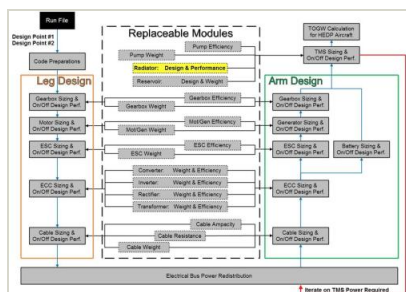 Run File
Design Point #1
Design Point #2
Code Preparations
Leg Design
Gearbox Sizing & On/Off Design Perf.
Motor Sizing & On/Off Design Perf.
ESC Sizing & On/Off Design Perf.
ECC Sizing & On/Off Design Perf.
Cable Sizing & On/Off Design Perf.
Replaceable Modules
Pump Efficiency
Pump Weight
Radiator: Design & Performance
Reservoir: Design & Weight
Gearbox Efficiency
Gearbox Weight
Mot/Gen Efficiency
Mot/Gen Weight
ESC Efficiency
ESC Weight
Converter: Weight & Efficiency
Inverter: Weight & Efficiency
Rectifier: Weight & Efficiency
Transformer: Weight & Efficiency
Cable Ampacity
Cable Resistance
Cable Weight
TOGW Calculation for HEDP Aircraft
TMS Sizing & On/Off Design Perf.
Arm Design
Gearbox Sizing & On/Off Design Perf.
Generator Sizing & On/Off Design Perf.
ESC Sizing & On/Off Design Perf.
Battery Sizing & On/Off Design Perf.
ECC Sizing & On/Off Design Perf.
Cable Sizing & On/Off Design Perf.
Electrical Bus Power Redistribution
Iterate on TMS Power Required